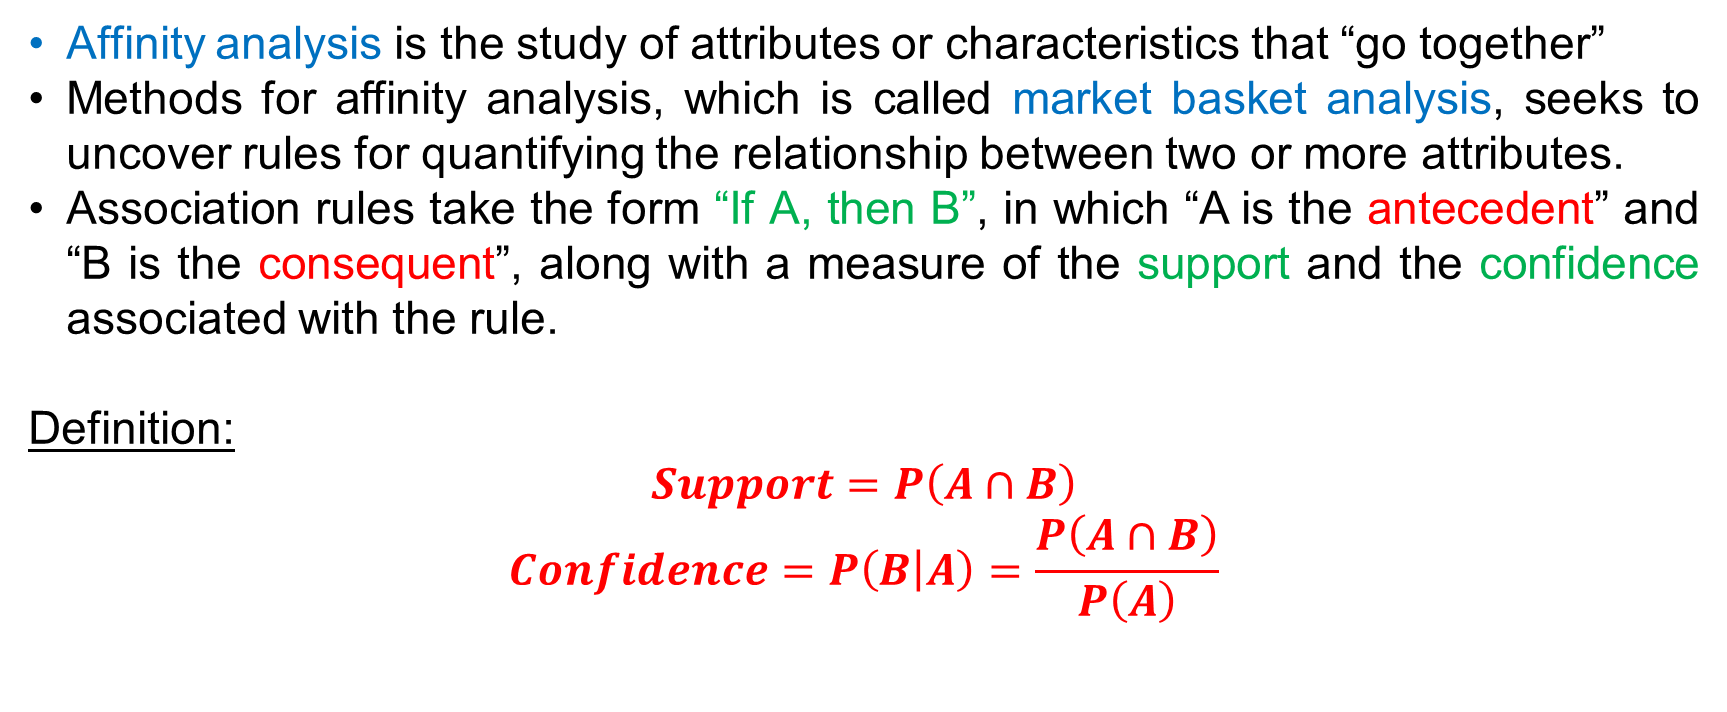 • Affinity analysis is the study of attributes or characteristics that “go together”
• Methods for affinity analysis, which is called market basket analysis, seeks to
uncover rules for quantifying the relationship between two or more attributes.
• Association rules take the form “If A, then B”, in which “A is the antecedent” and
“B is the consequent”, along with a measure of the support and the confidence
associated with the rule.
Definition:
Support = P(A ∩ B)
Confidence = P(B|A) = P(A ∩ B) / P(A)